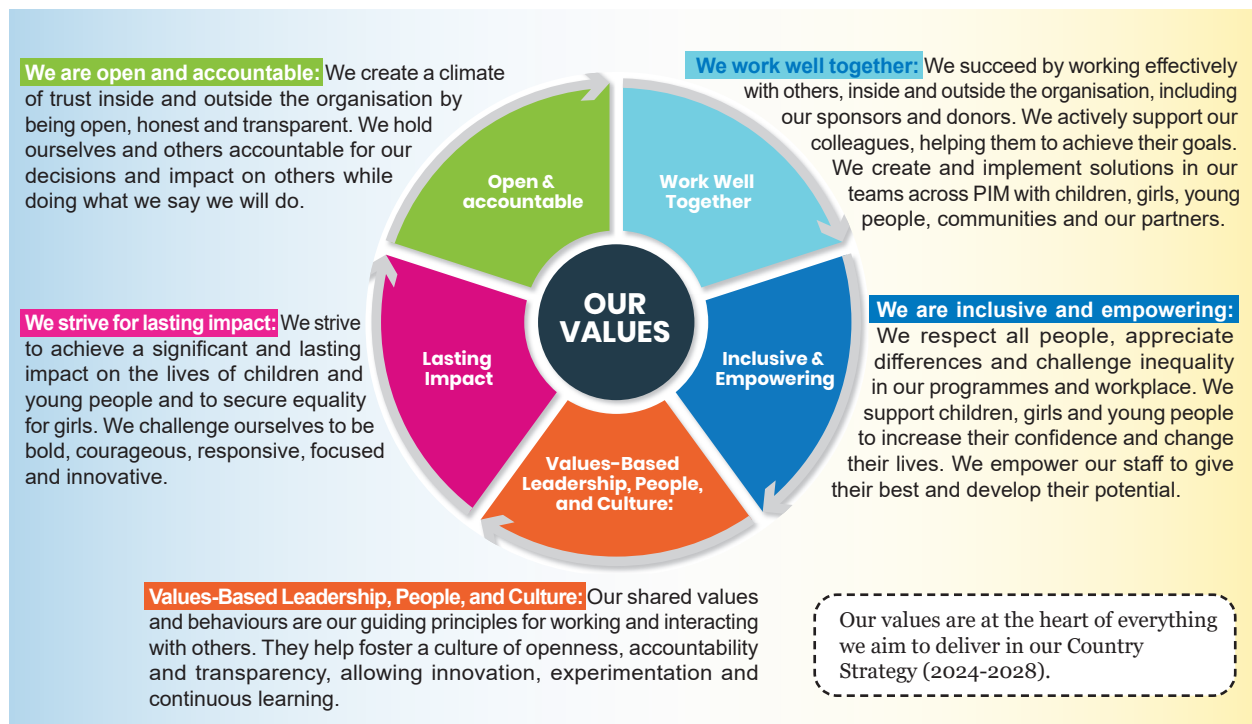 We are open and accountable: We create a climate
of trust inside and outside the organisation by
being open, honest and transparent. We hold
ourselves and others accountable for our
decisions and impact on others while
doing what we say we will do.
We work well together: We succeed by working effectively
with others, inside and outside the organisation, including
our sponsors and donors. We actively support our
colleagues, helping them to achieve their goals.
We create and implement solutions in our
teams across PIM with children, girls, young
people, communities and our partners.
Open &
accountable
Work Well
Together
OUR
VALUES
Lasting
Impact
Inclusive &
Empowering
Values-Based
Leadership, People,
and Culture:
We strive for lasting impact: We strive
to achieve a significant and lasting
impact on the lives of children and
young people and to secure equality
for girls. We challenge ourselves to be
bold, courageous, responsive, focused
and innovative.
We are inclusive and empowering:
We respect all people, appreciate
differences and challenge inequality
in our programmes and workplace. We
support children, girls and young people
to increase their confidence and change
their lives. We empower our staff to give
their best and develop their potential.
Values-Based Leadership, People, and Culture: Our shared values
and behaviours are our guiding principles for working and interacting
with others. They help foster a culture of openness, accountability
and transparency, allowing innovation, experimentation and
continuous learning.
Our values are at the heart of everything
we aim to deliver in our Country
Strategy (2024-2028).